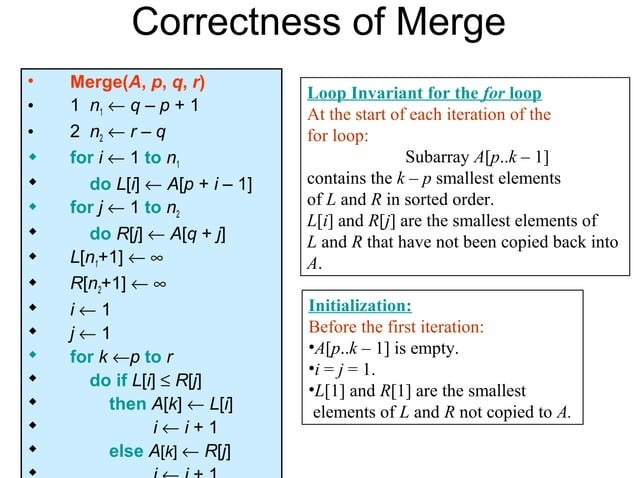 Correctness of Merge
• Merge(A, p, q, r)
• 1 n₁ ← q – p + 1
• 2 n₂ ← r – q
◆ for i ← 1 to n₁
◆ do L[i] ← A[p + i – 1]
◆ for j ← 1 to n₂
◆ do R[j] ← A[q + j]
◆ L[n₁+1] ← ∞
◆ R[n₂+1] ← ∞
◆ i ← 1
◆ j ← 1
◆ for k ←p to r
◆ do if L[i] ≤ R[j]
◆ then A[k] ← L[i]
◆ i ← i + 1
◆ else A[k] ← R[j]
◆ j ← j + 1
Loop Invariant for the for loop
At the start of each iteration of the
for loop:
Subarray A[p..k – 1]
contains the k – p smallest elements
of L and R in sorted order.
L[i] and R[j] are the smallest elements of
L and R that have not been copied back into
A.
Initialization:
Before the first iteration:
•A[p..k – 1] is empty.
•i = j = 1.
•L[1] and R[1] are the smallest
elements of L and R not copied to A.